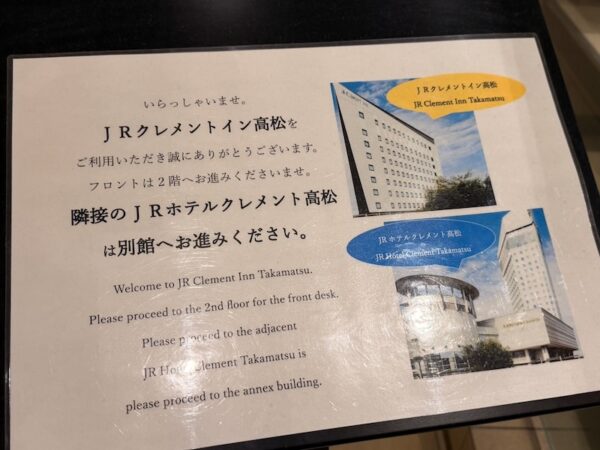 いらっしゃいませ。
ＪＲクレメントイン高松を
ご利用いただき誠にありがとうございます。
フロントは２階へお進みくださいませ。
隣接のＪＲホテルクレメント高松
は別館へお進みください。
Welcome to JR Clement Inn Takamatsu.
Please proceed to the 2nd floor for the front desk.
Please proceed to the adjacent
JR Hotel Clement Takamatsu is
please proceed to the annex building.
ＪＲクレメントイン高松
JR Clement Inn Takamatsu
ＪＲホテルクレメント高松
JR Hotel Clement Takamatsu